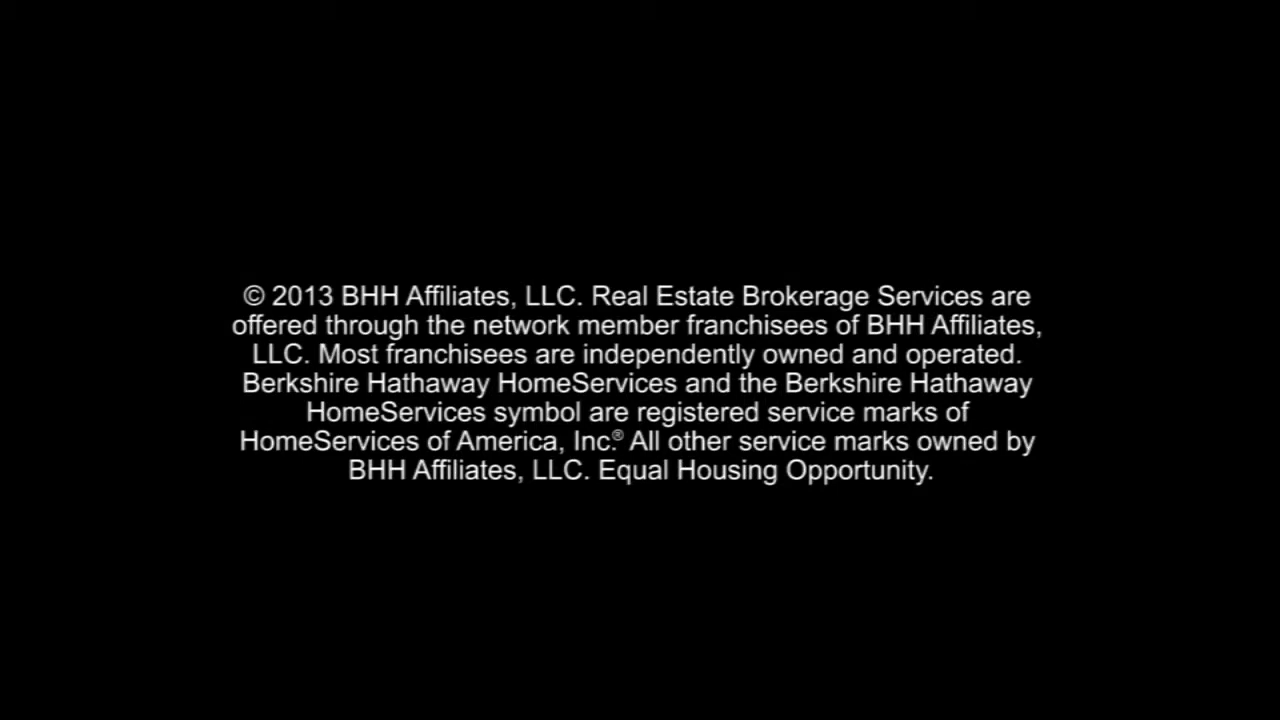 © 2013 BHH Affiliates, LLC. Real Estate Brokerage Services are
offered through the network member franchisees of BHH Affiliates,
LLC. Most franchisees are independently owned and operated.
Berkshire Hathaway HomeServices and the Berkshire Hathaway
HomeServices symbol are registered service marks of
HomeServices of America, Inc.® All other service marks owned by
BHH Affiliates, LLC. Equal Housing Opportunity.